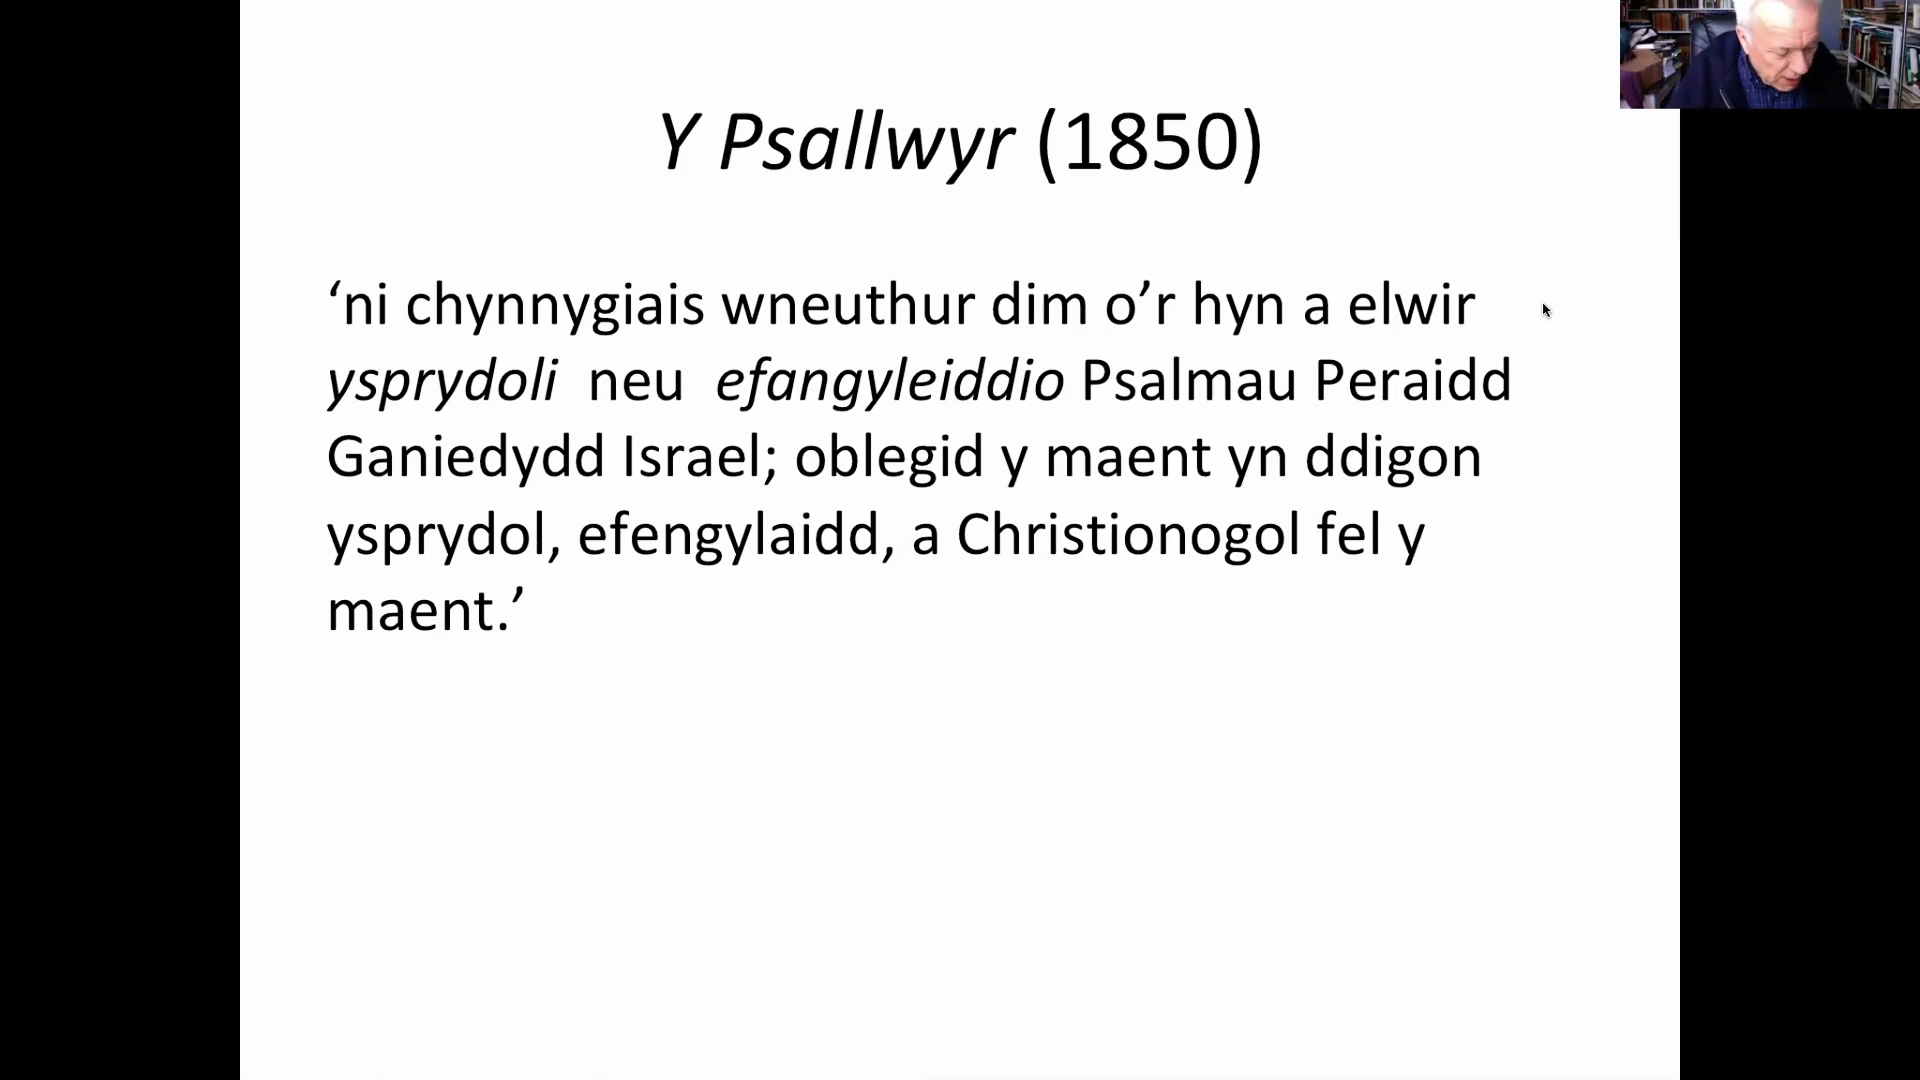 Y Psallwyr (1850)
‘ni chynnygiais wneuthur dim o’r hyn a elwir
ysprydoli neu efangyleiddio Psalmau Peraidd
Ganiedydd Israel; oblegid y maent yn ddigon
ysprydol, efengylaidd, a Christionogol fel y
maent.’